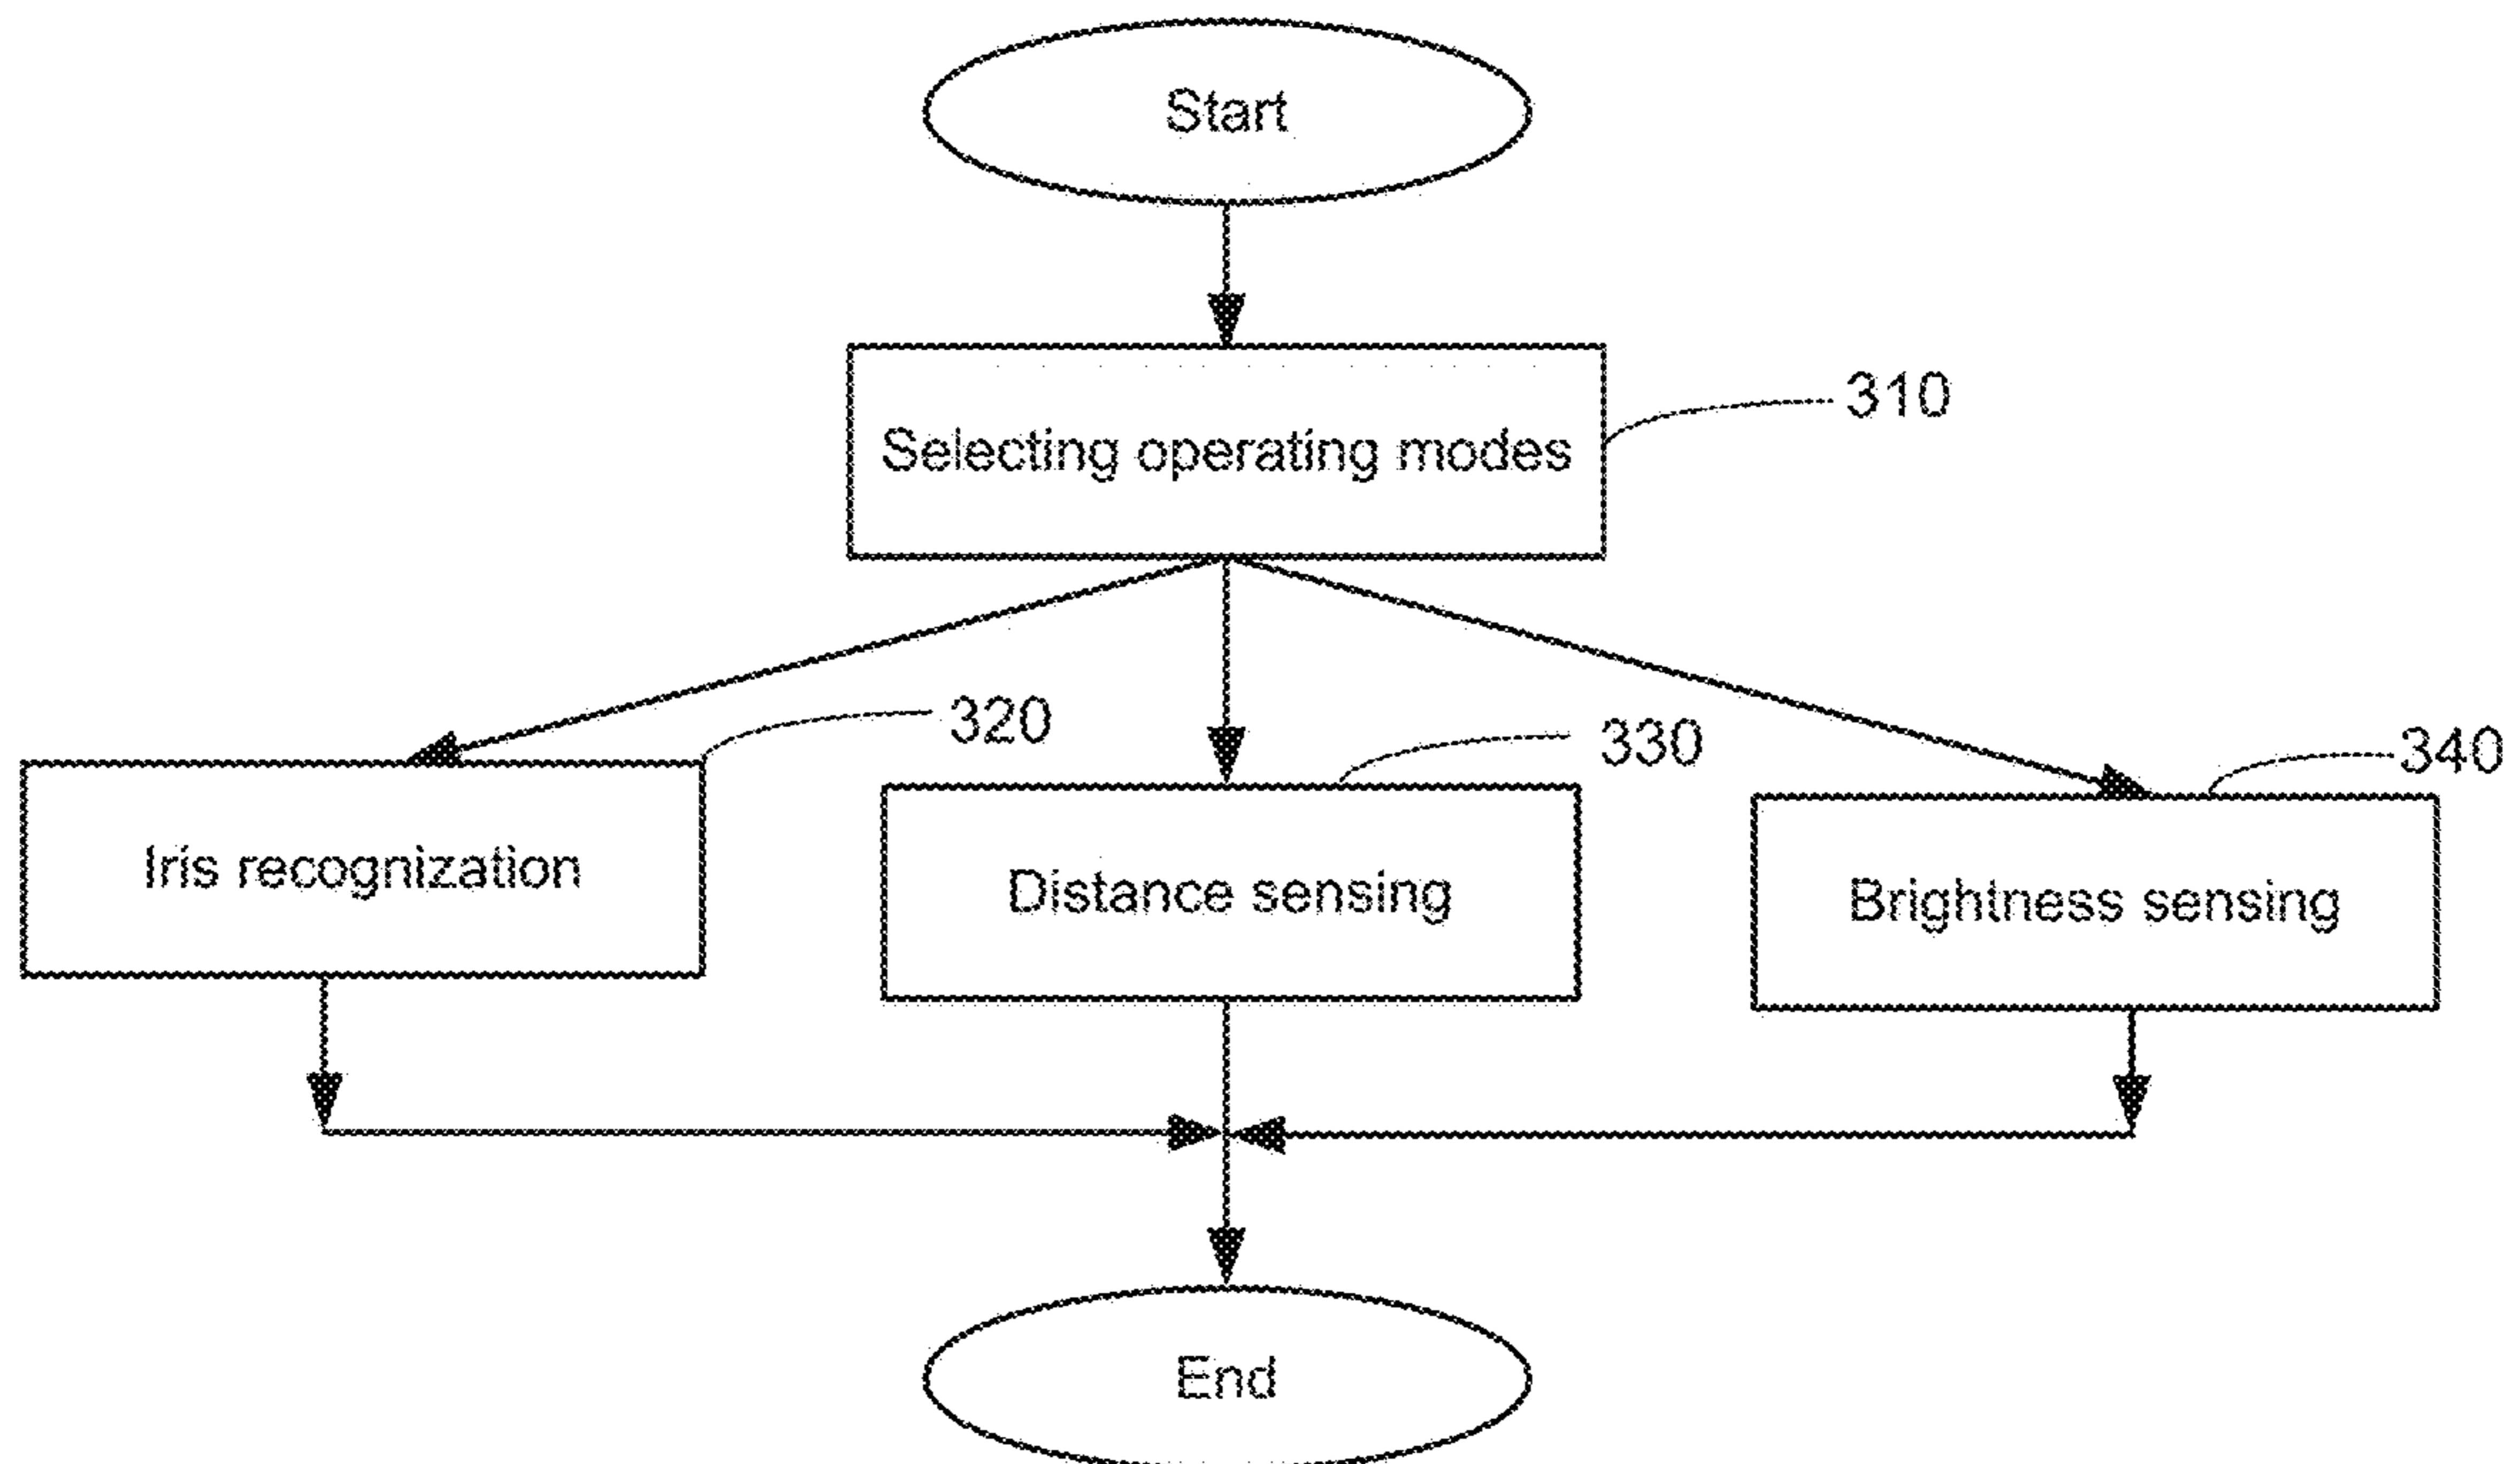 Start
Selecting operating modes
310
320
330
340
Iris recognization
Distance sensing
Brightness sensing
End